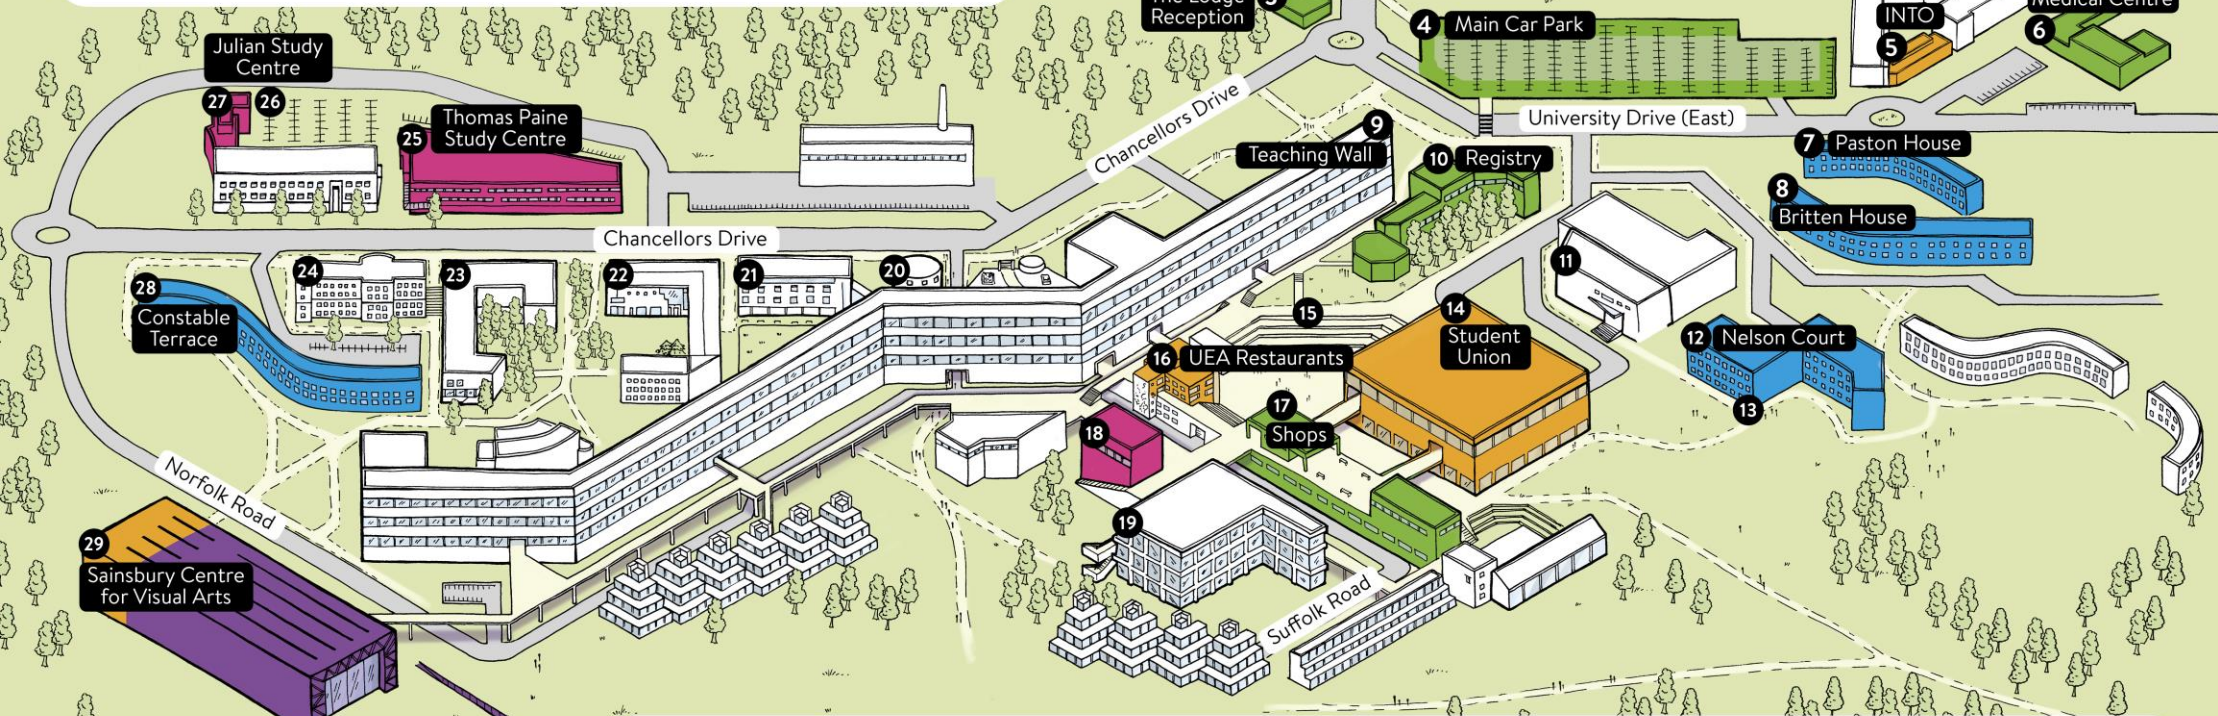 The Lodge
Reception
3
4 Main Car Park
INTO
5
Medical Centre
6
Julian Study
Centre
27
26
Thomas Paine
Study Centre
25
Chancellors Drive
University Drive (East)
9
Teaching Wall
10 Registry
7 Paston House
8
Britten House
Chancellors Drive
28
Constable
Terrace
24
23
22
21
20
11
15
14
Student
Union
12 Nelson Court
13
16 UEA Restaurants
17
Shops
18
19
Norfolk Road
29
Sainsbury Centre
for Visual Arts
Suffolk Road